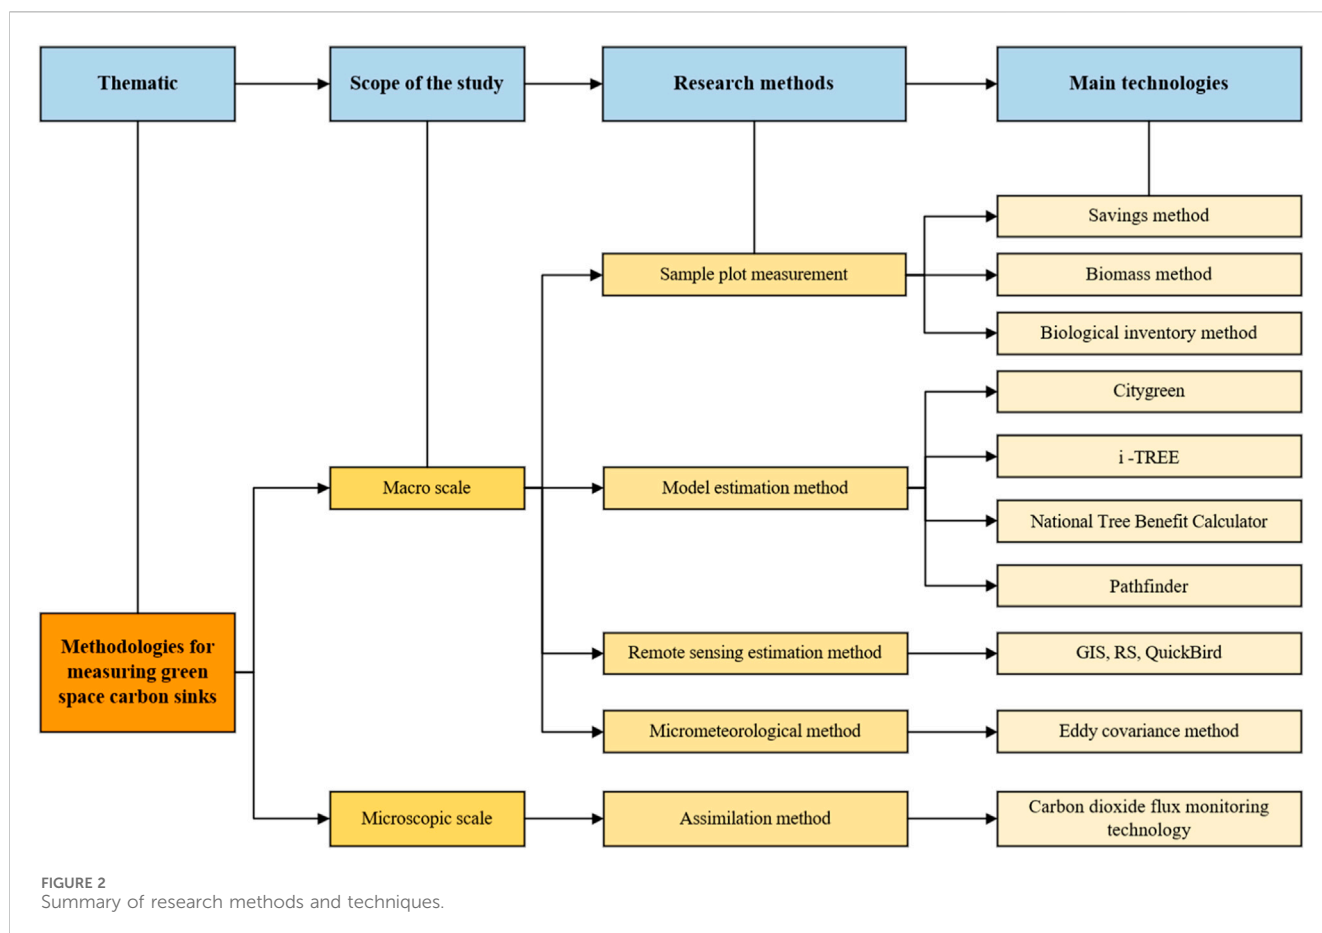 Thematic
Scope of the study
Research methods
Main technologies
Savings method
Sample plot measurement
Biomass method
Biological inventory method
Citygreen
i -TREE
Macro scale
Model estimation method
National Tree Benefit Calculator
Pathfinder
Methodologies for
measuring green
space carbon sinks
Remote sensing estimation method
GIS, RS, QuickBird
Micrometeorological method
Eddy covariance method
Microscopic scale
Assimilation method
Carbon dioxide flux monitoring
technology
FIGURE 2
Summary of research methods and techniques.